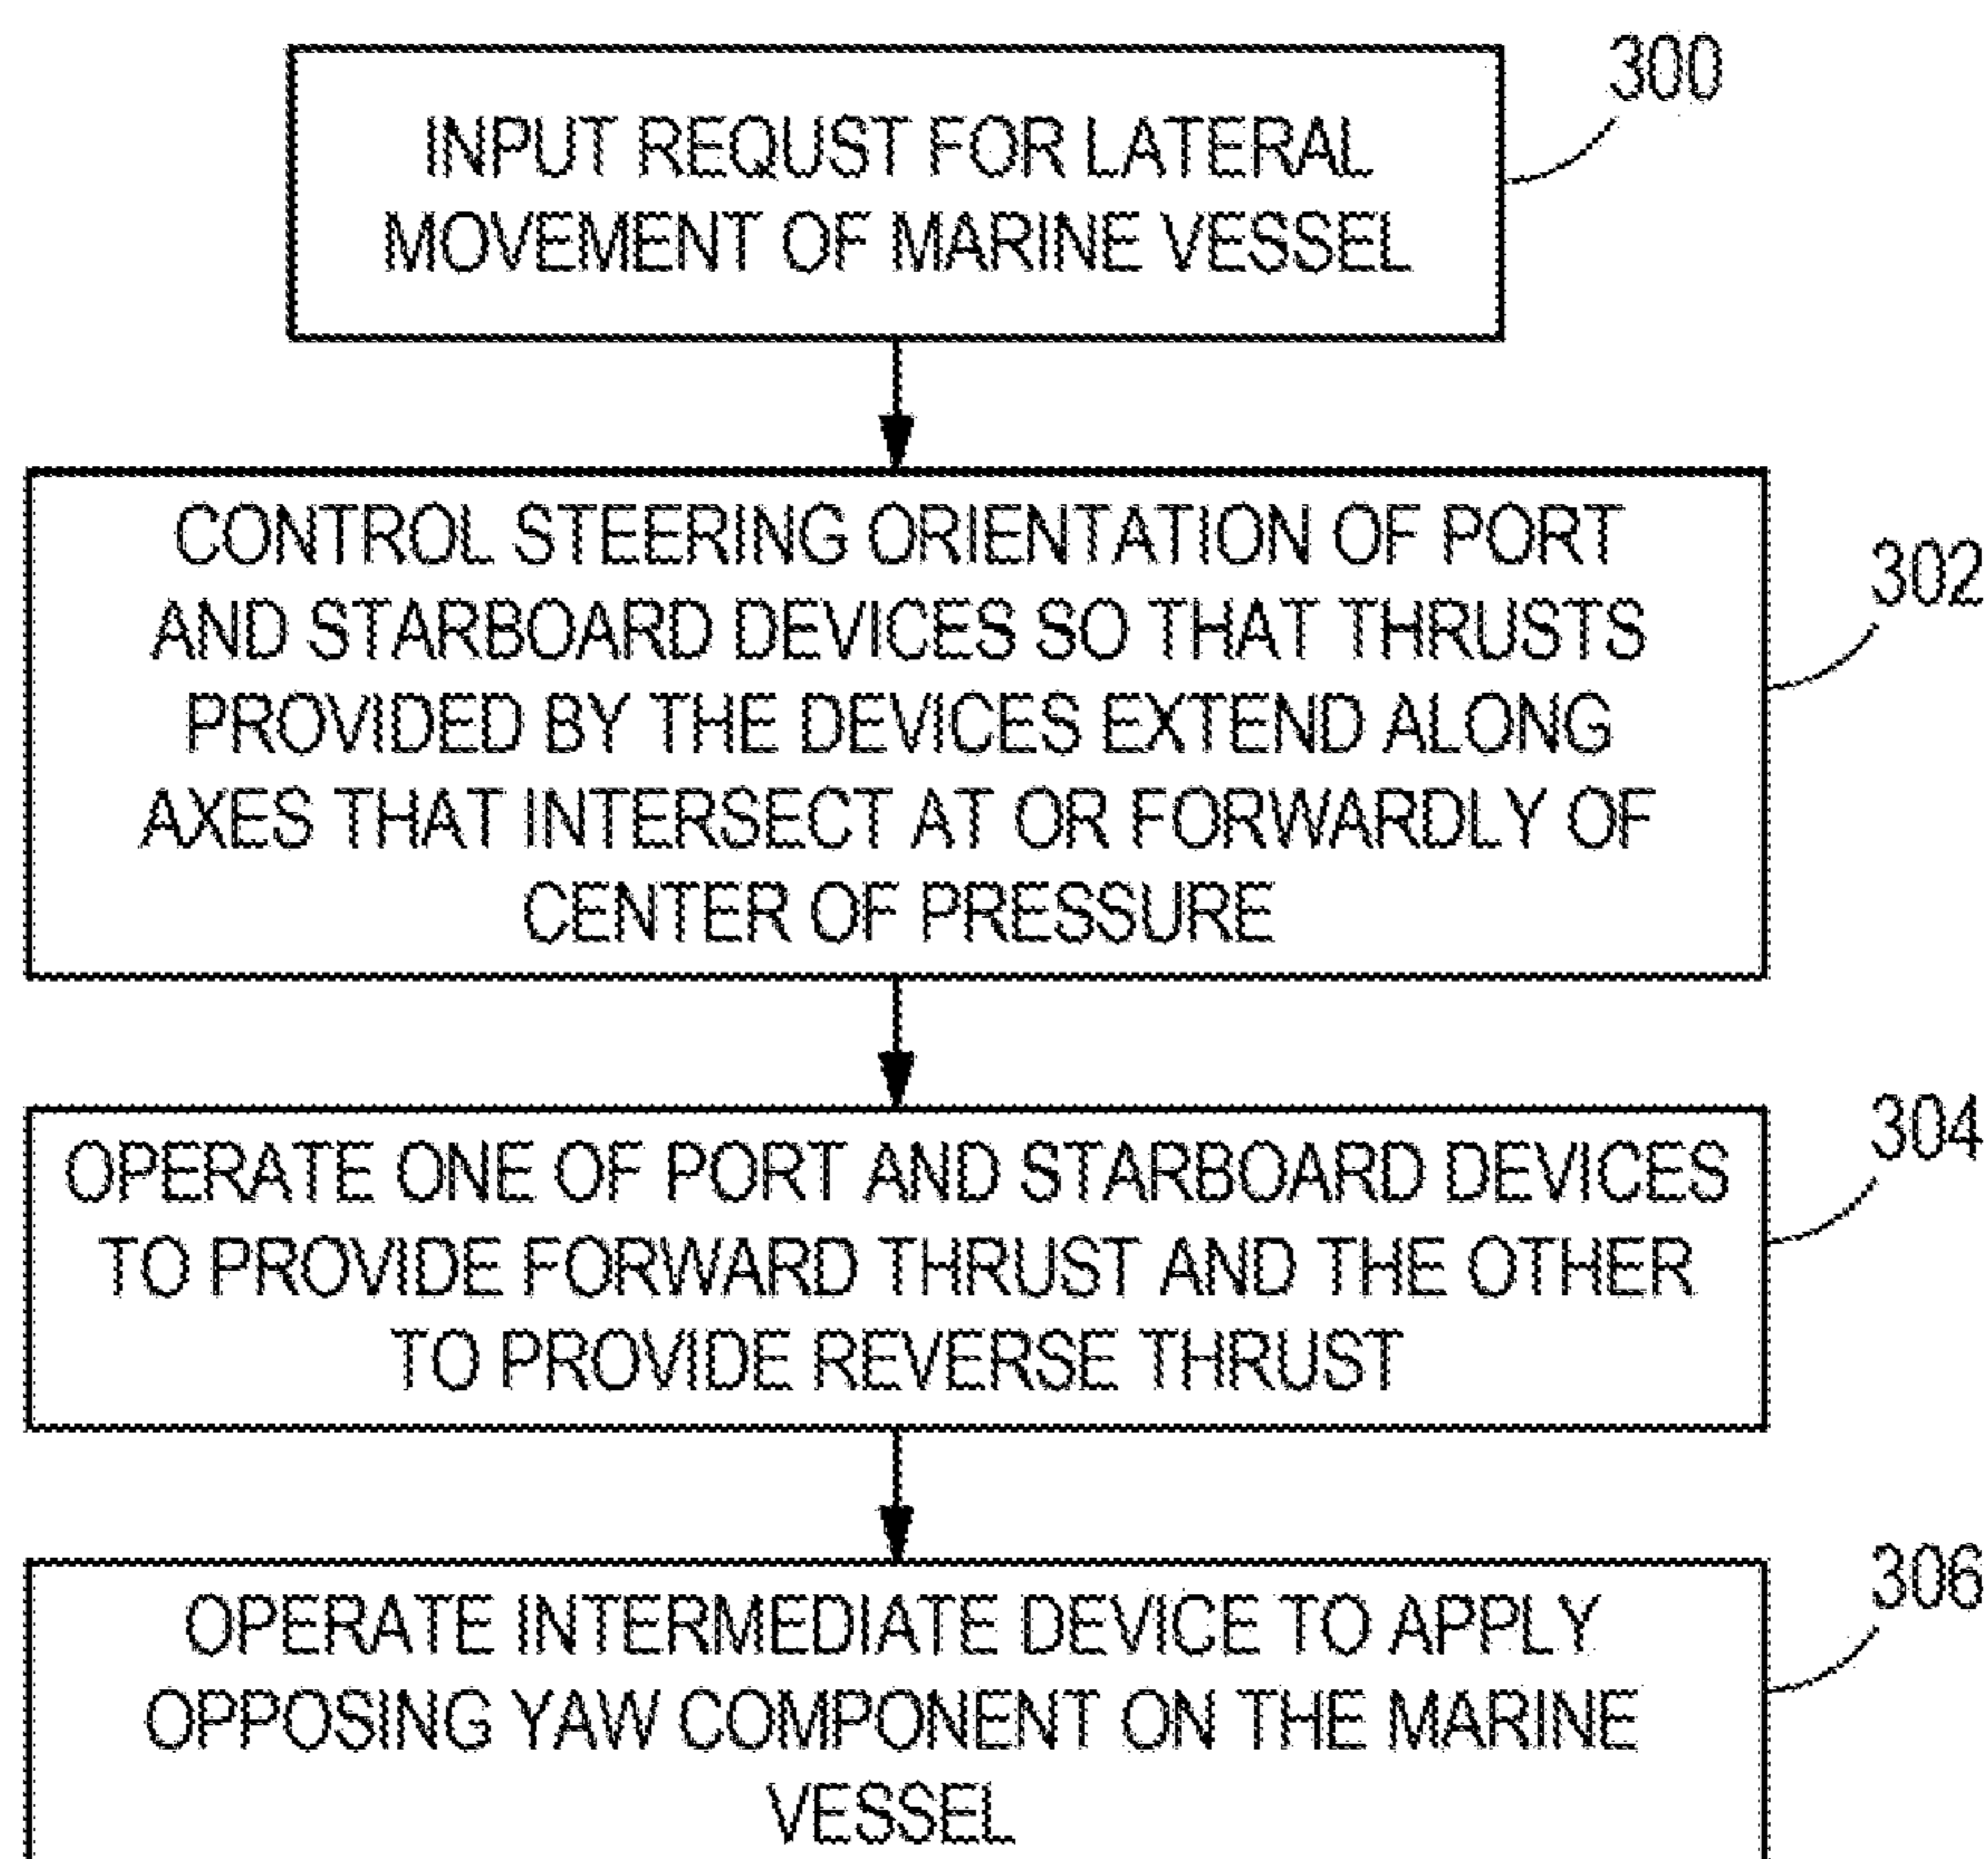 300
INPUT REQUST FOR LATERAL
MOVEMENT OF MARINE VESSEL
302
CONTROL STEERING ORIENTATION OF PORT
AND STARBOARD DEVICES SO THAT THRUSTS
PROVIDED BY THE DEVICES EXTEND ALONG
AXES THAT INTERSECT AT OR FORWARDLY OF
CENTER OF PRESSURE
304
OPERATE ONE OF PORT AND STARBOARD DEVICES
TO PROVIDE FORWARD THRUST AND THE OTHER
TO PROVIDE REVERSE THRUST
306
OPERATE INTERMEDIATE DEVICE TO APPLY
OPPOSING YAW COMPONENT ON THE MARINE
VESSEL